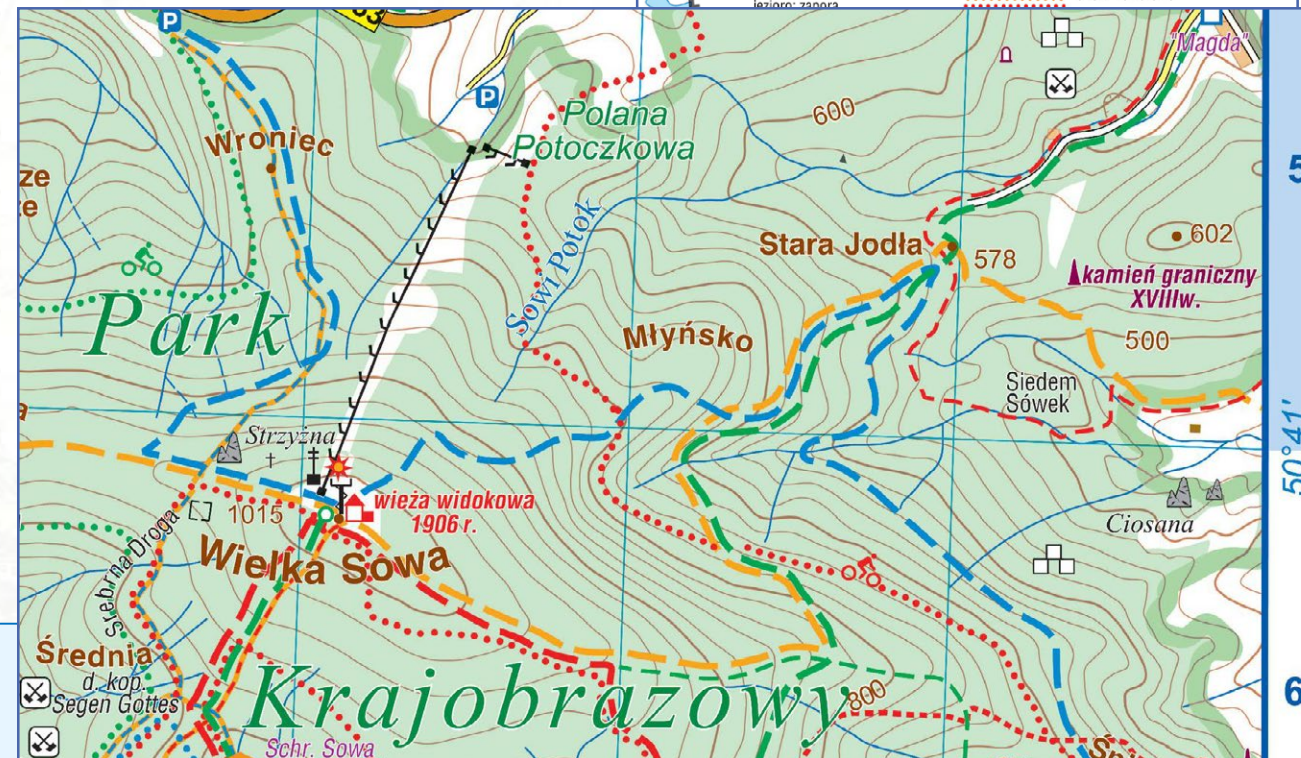 jezioro; zapora
P
"Magda"
P
Polana
Potoczkowa
600
Wroniec
5
ze
e
Sowi Potok
Stara Jodła
578
602
kamień graniczny
XVIIIw.
Park
Młyńsko
500
Siedem
Sówek
50°41'
Strzyżna
wieża widokowa
1906 r.
1015
Ciosana
Wielka Sowa
Srebrna Droga
Średnia
d. kop.
Segen Gottes
Krajobrazowy
800
6
Schr. Sowa